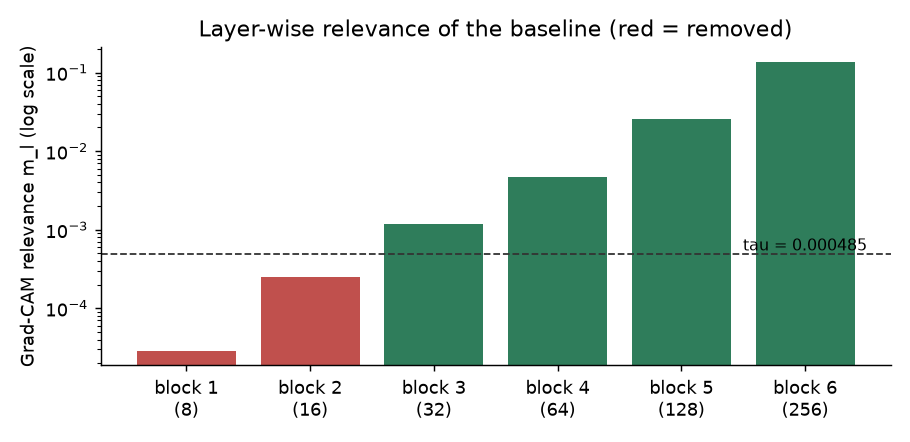 Layer-wise relevance of the baseline (red = removed)
Grad-CAM relevance m_l (log scale)
10⁻¹
10⁻²
10⁻³
10⁻⁴
tau = 0.000485
block 1 block 2 block 3 block 4 block 5 block 6
(8) (16) (32) (64) (128) (256)